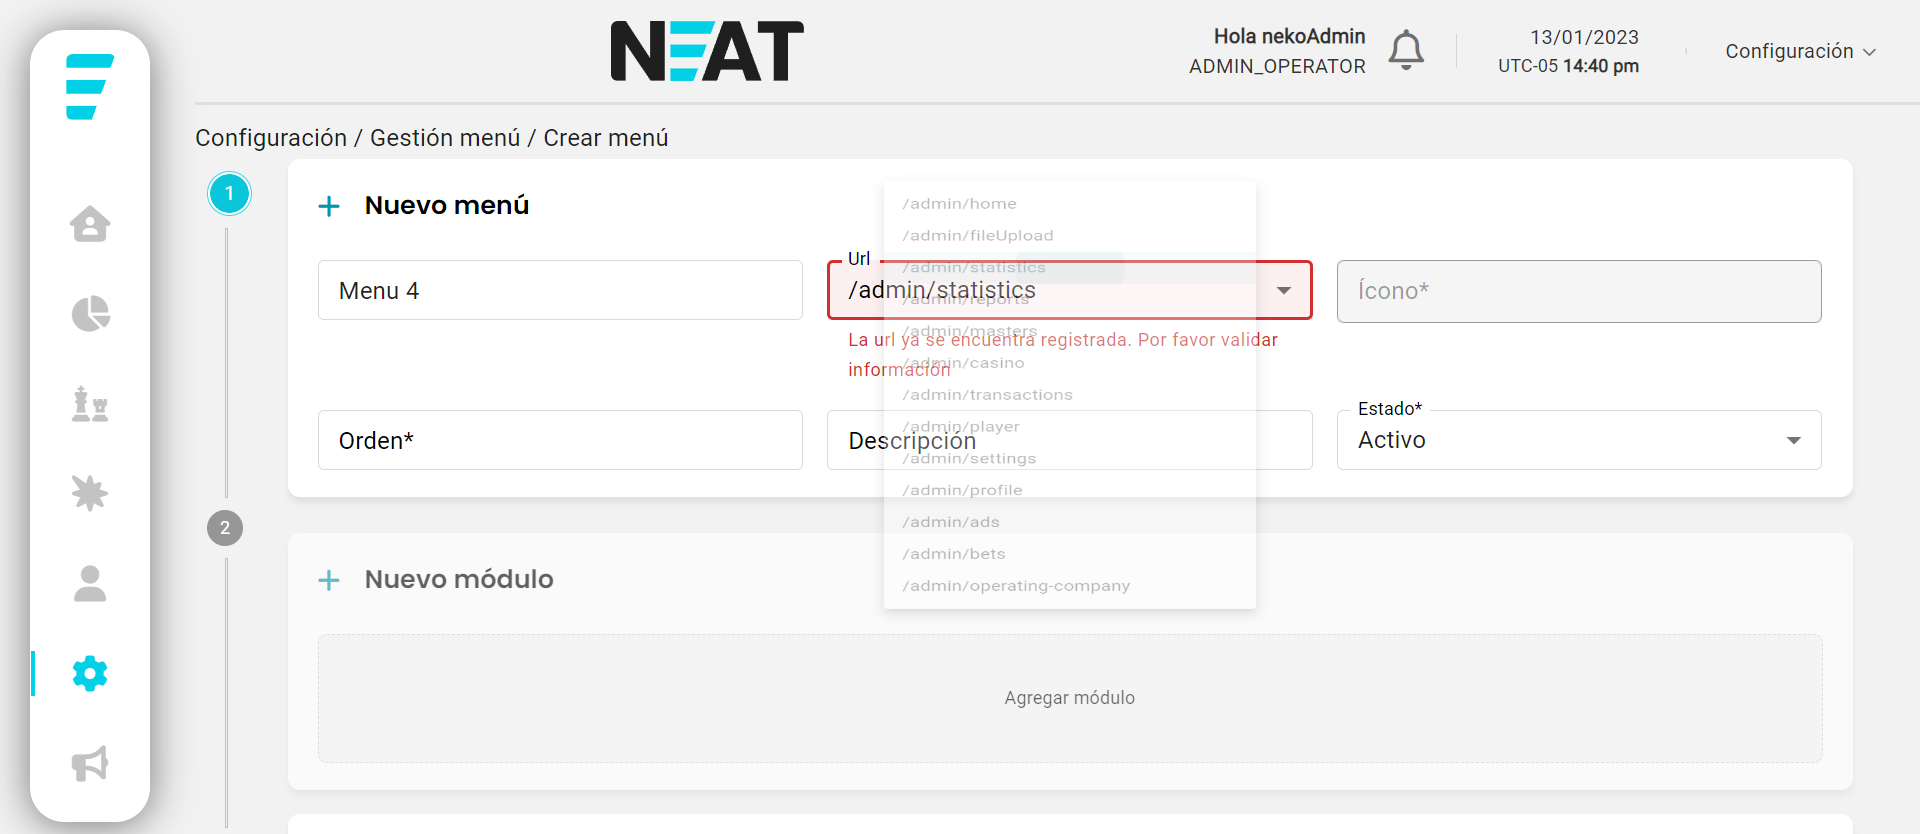 NEAT
Hola nekoAdmin
ADMIN_OPERATOR
13/01/2023
UTC-05 14:40 pm
Configuración
Configuración / Gestión menú / Crear menú
1
Nuevo menú
Menu 4
Url
/admin/statistics
La url ya se encuentra registrada. Por favor validar
información
Ícono*
/admin/home
/admin/fileUpload
/admin/statistics
/admin/reports
/admin/masters
/admin/casino
/admin/transactions
/admin/player
/admin/settings
/admin/profile
/admin/ads
/admin/bets
/admin/operating-company
Orden*
Descripción
Estado*
Activo
2
Nuevo módulo
Agregar módulo